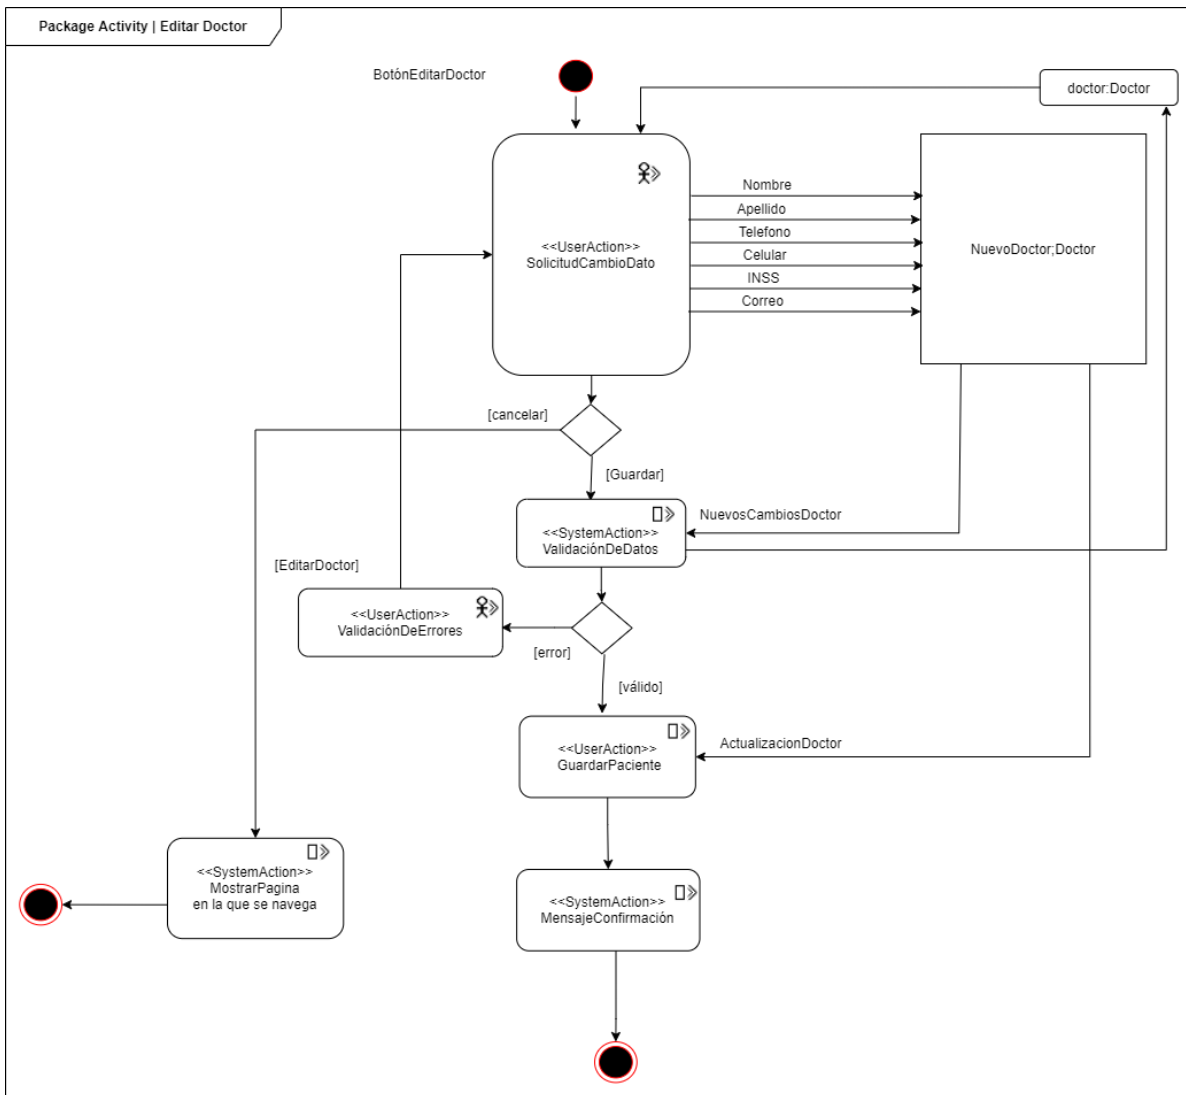 Package Activity | Editar Doctor
BotónEditarDoctor
doctor:Doctor
Nombre
Apellido
Telefono
Celular
INSS
Correo
<<UserAction>>
SolicitudCambioDato
NuevoDoctor;Doctor
[cancelar]
[Guardar]
<<SystemAction>>
ValidaciónDeDatos
NuevosCambiosDoctor
[EditarDoctor]
<<UserAction>>
ValidaciónDeErrores
[error]
[válido]
<<UserAction>>
GuardarPaciente
ActualizacionDoctor
<<SystemAction>>
MostrarPagina
en la que se navega
<<SystemAction>>
MensajeConfirmación